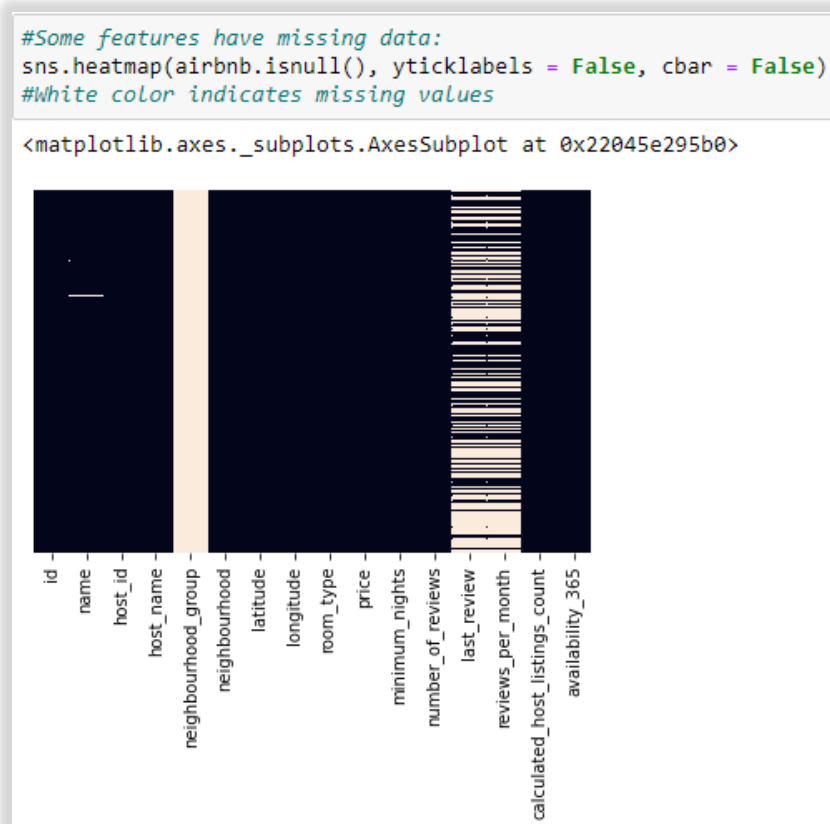 #Some features have missing data:
sns.heatmap(airbnb.isnull(), yticklabels = False, cbar = False)
#White color indicates missing values
<matplotlib.axes._subplots.AxesSubplot at 0x22045e295b0>
id
name
host_id
host_name
neighbourhood_group
neighbourhood
latitude
longitude
room_type
price
minimum_nights
number_of_reviews
last_review
reviews_per_month
calculated_host_listings_count
availability_365